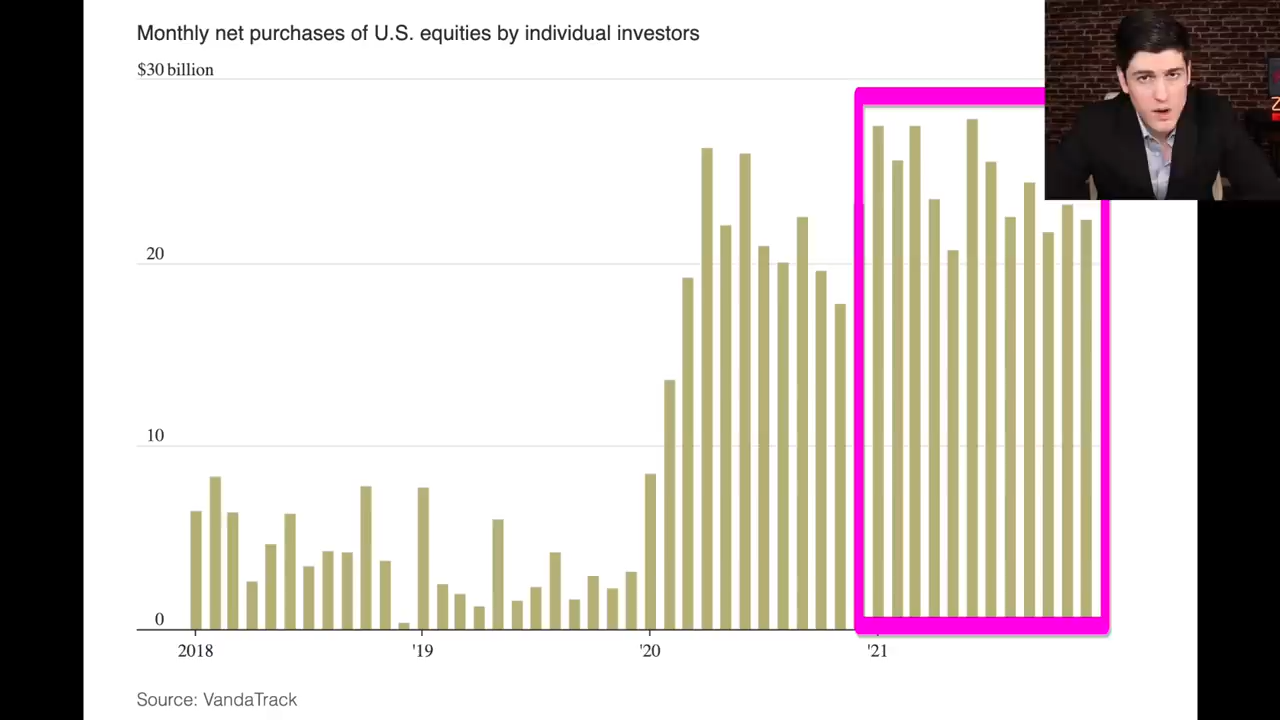 Monthly net purchases of U.S. equities by individual investors
$30 billion
20
10
0
2018 '19 '20 '21
Source: VandaTrack